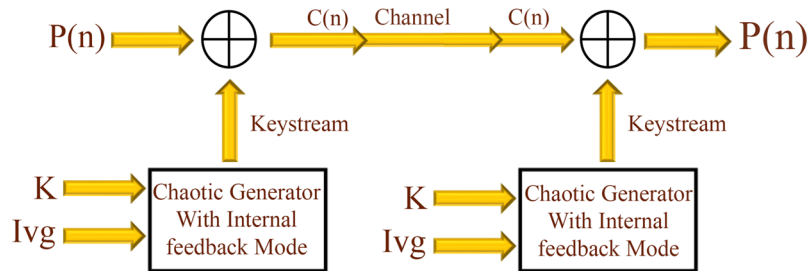 P(n)
C(n)
Channel
C(n)
P(n)
Keystream
Keystream
K
Ivg
Chaotic Generator
With Internal
feedback Mode
K
Ivg
Chaotic Generator
With Internal
feedback Mode